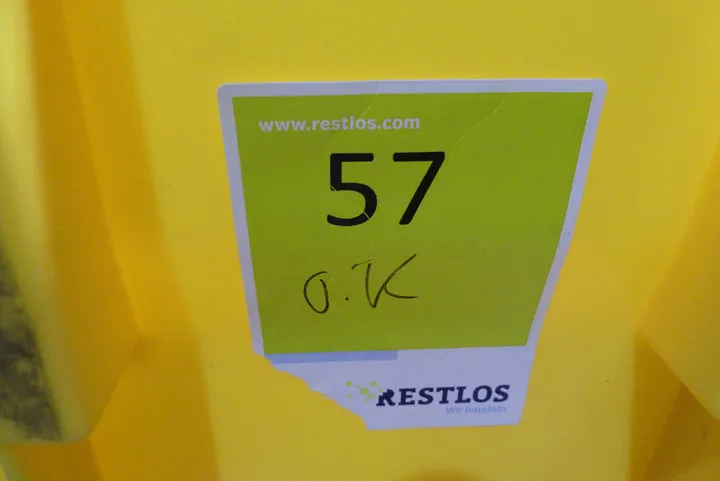 www.restlos.com
57
O.K
RESTLOS
Wir handeln.